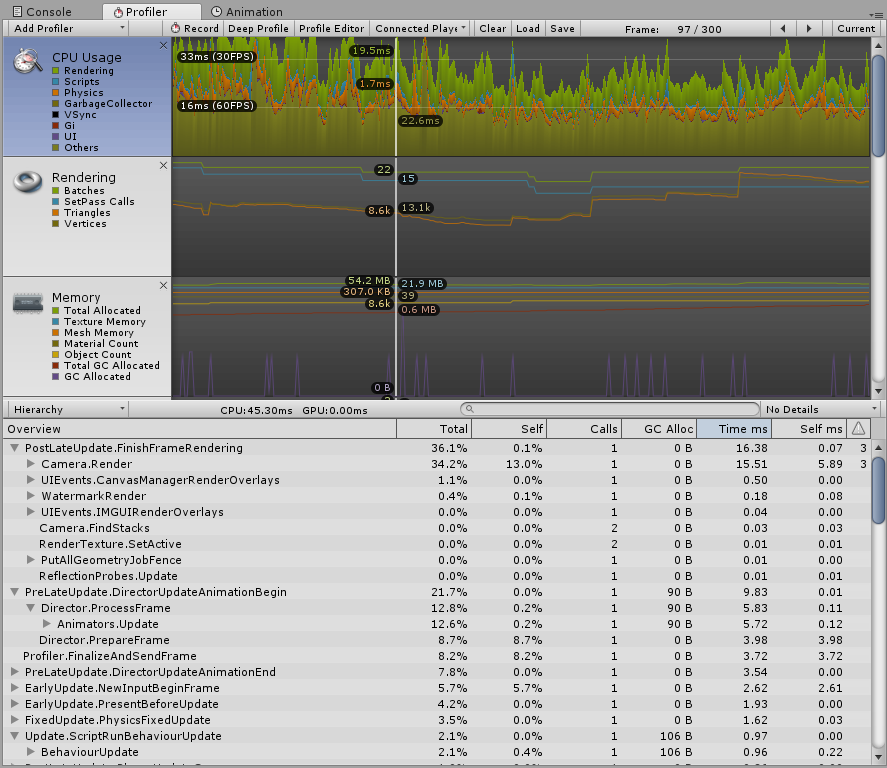 Console Profiler Animation
Add Profiler Record Deep Profile Profile Editor Connected Playe Clear Load Save Frame: 97 / 300 Current
CPU Usage
Rendering
Scripts
Physics
GarbageCollector
VSync
Gi
UI
Others
33ms (30FPS)
16ms (60FPS)
19.5ms
1.7ms
22.6ms
Rendering
Batches
SetPass Calls
Triangles
Vertices
22
15
8.6k
13.1k
Memory
Total Allocated
Texture Memory
Mesh Memory
Material Count
Object Count
Total GC Allocated
GC Allocated
54.2 MB
21.9 MB
307.0 KB
39
8.6k
0.6 MB
0 B
Hierarchy CPU:45.30ms GPU:0.00ms No Details
Overview Total Self Calls GC Alloc Time ms Self ms
PostLateUpdate.FinishFrameRendering 36.1% 0.1% 1 0 B 16.38 0.07 3
Camera.Render 34.2% 13.0% 1 0 B 15.51 5.89 3
UIEvents.CanvasManagerRenderOverlays 1.1% 0.0% 1 0 B 0.50 0.00
WatermarkRender 0.4% 0.1% 1 0 B 0.18 0.08
UIEvents.IMGUIRenderOverlays 0.0% 0.0% 1 0 B 0.04 0.00
Camera.FindStacks 0.0% 0.0% 2 0 B 0.03 0.03
RenderTexture.SetActive 0.0% 0.0% 2 0 B 0.01 0.01
PutAllGeometryJobFence 0.0% 0.0% 1 0 B 0.01 0.00
ReflectionProbes.Update 0.0% 0.0% 1 0 B 0.01 0.01
PreLateUpdate.DirectorUpdateAnimationBegin 21.7% 0.0% 1 90 B 9.83 0.01
Director.ProcessFrame 12.8% 0.2% 1 90 B 5.83 0.11
Animators.Update 12.6% 0.2% 1 90 B 5.72 0.12
Director.PrepareFrame 8.7% 8.7% 1 0 B 3.98 3.98
Profiler.FinalizeAndSendFrame 8.2% 8.2% 1 0 B 3.72 3.72
PreLateUpdate.DirectorUpdateAnimationEnd 7.8% 0.0% 1 0 B 3.54 0.00
EarlyUpdate.NewInputBeginFrame 5.7% 5.7% 1 0 B 2.62 2.61
EarlyUpdate.PresentBeforeUpdate 4.2% 0.0% 1 0 B 1.93 0.00
FixedUpdate.PhysicsFixedUpdate 3.5% 0.0% 1 0 B 1.62 0.03
Update.ScriptRunBehaviourUpdate 2.1% 0.0% 1 106 B 0.97 0.00
BehaviourUpdate 2.1% 0.4% 1 106 B 0.96 0.22